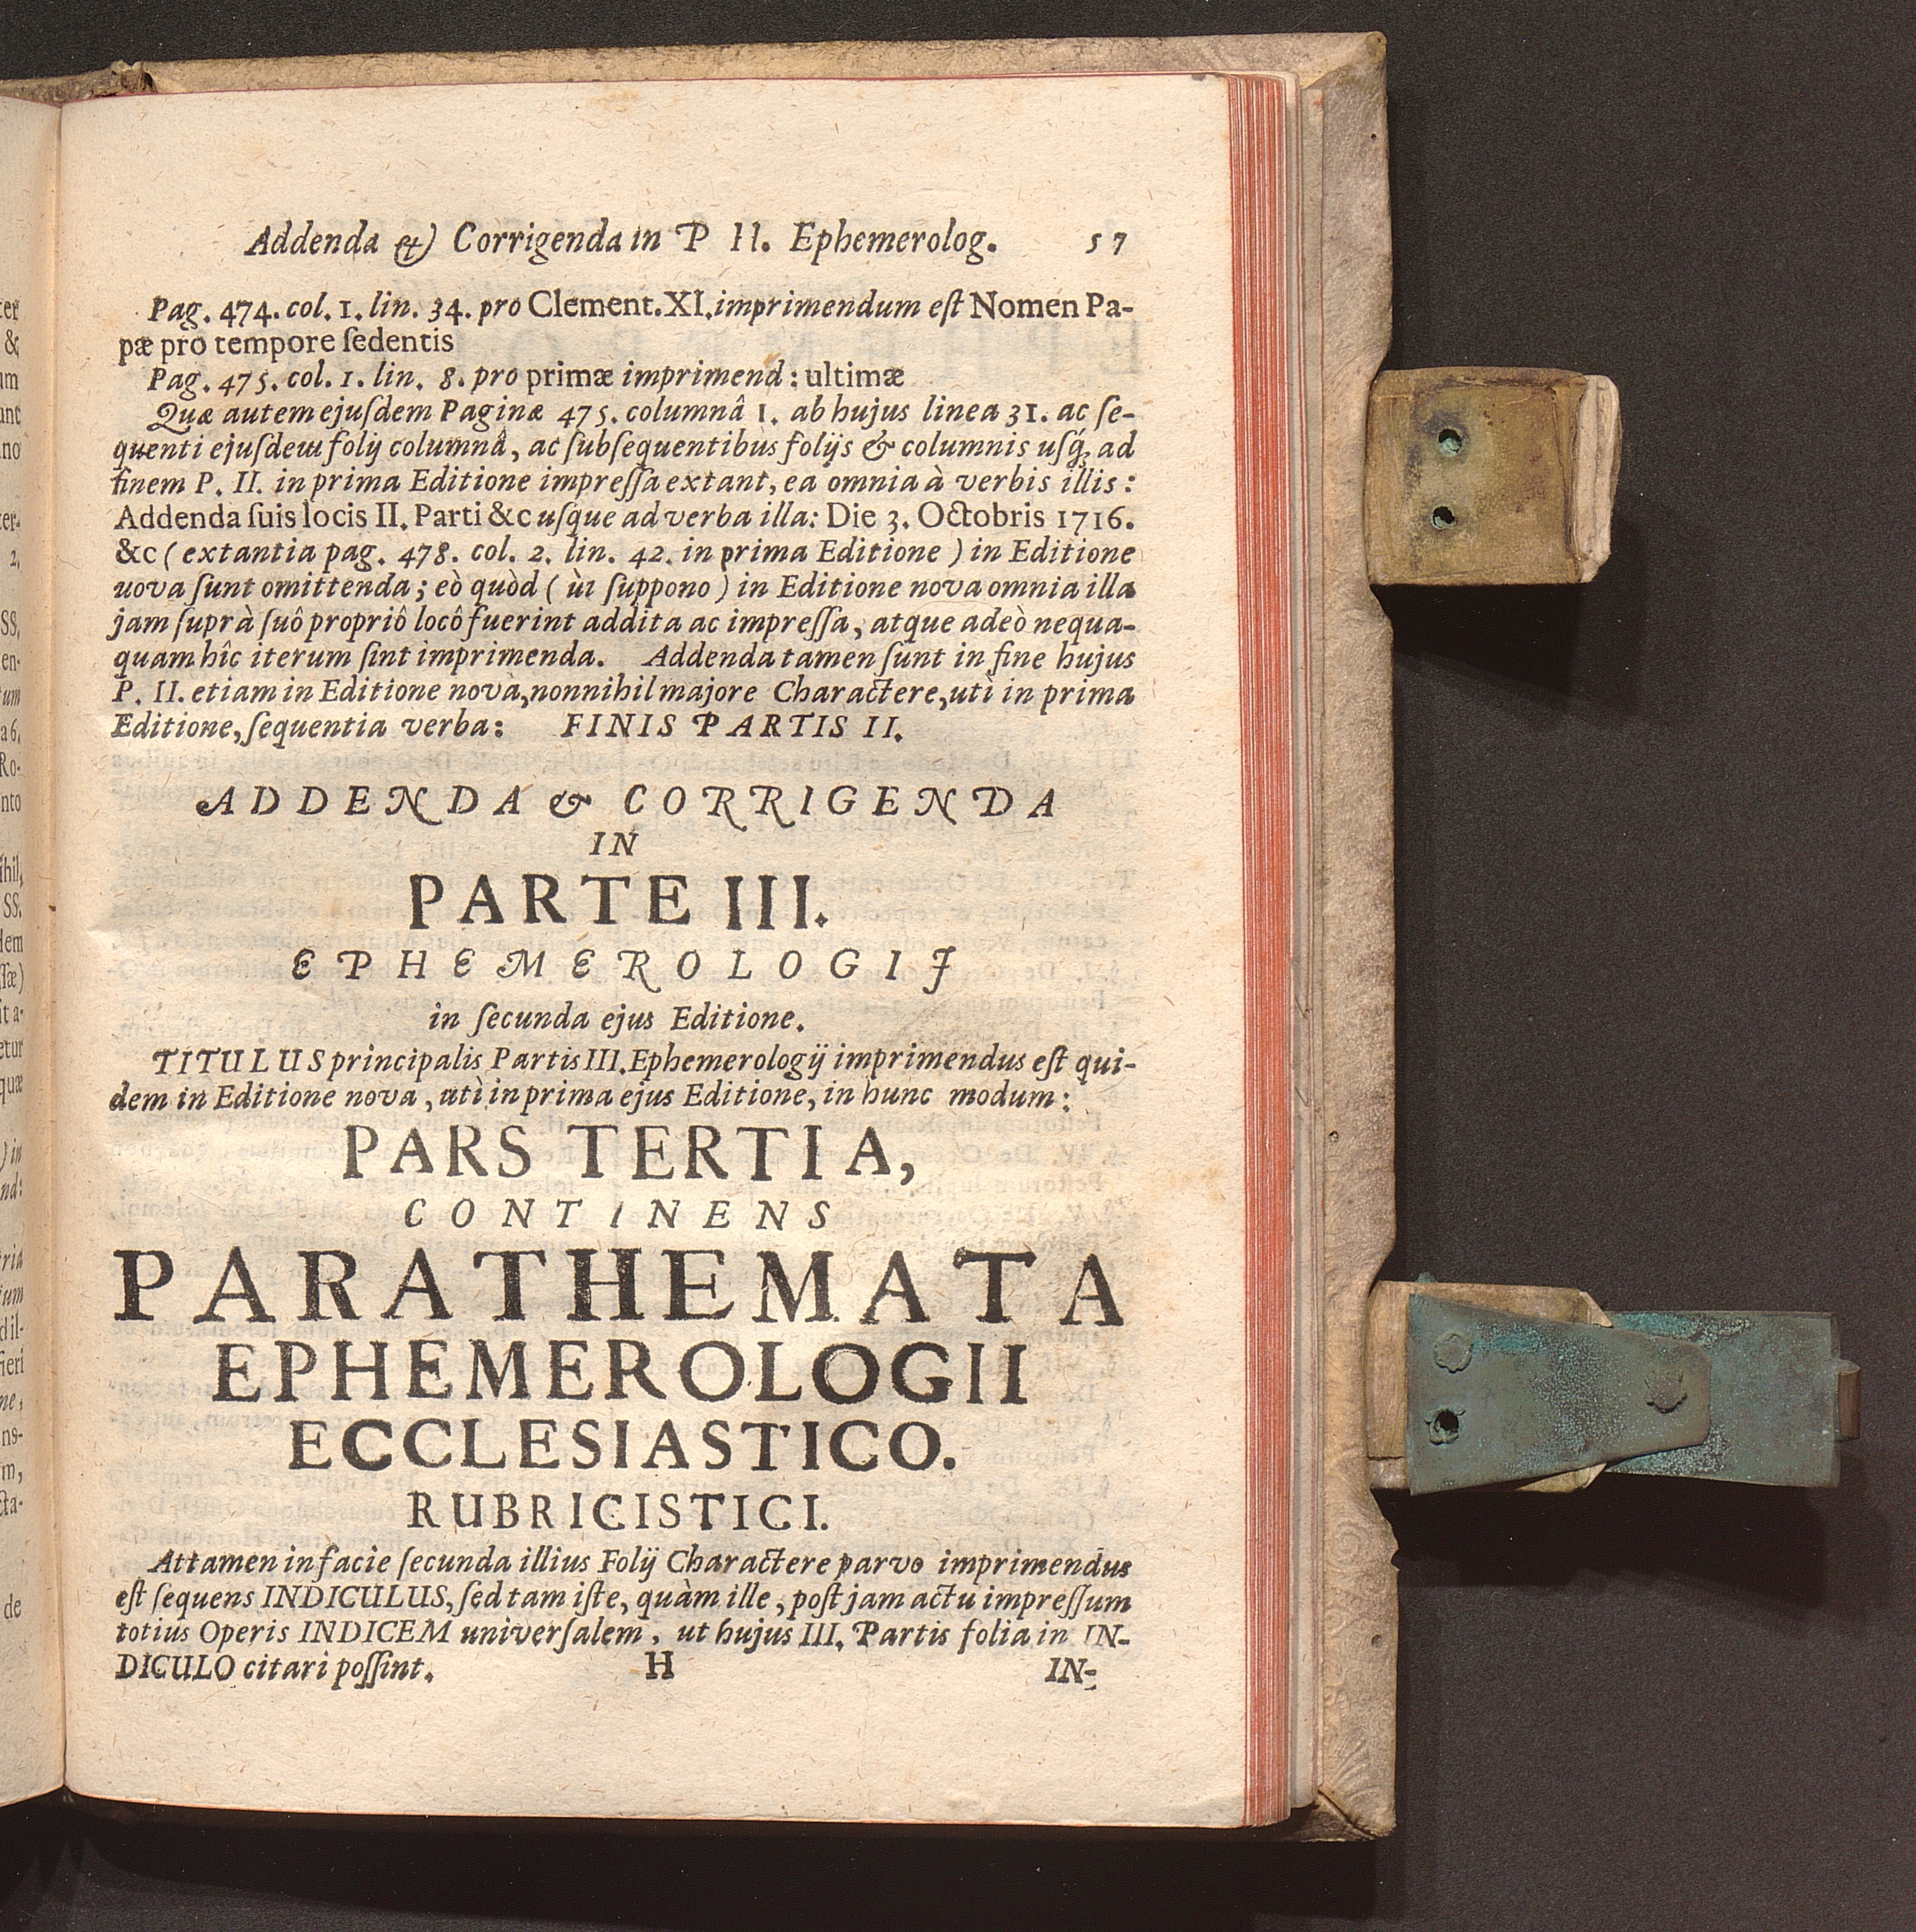 Addenda & Corrigenda in P II. Ephemerolog. 57
Pag. 474. col. 1. lin. 34. pro Clement. XI. imprimendum eſt Nomen Pa-
pæ pro tempore ſedentis
Pag. 475. col. 1. lin. 8. pro primæ imprimend: ultimæ
Quæ autem ejuſdem Paginæ 475. columnâ 1. ab hujus linea 31. ac ſe-
quenti ejuſdem folij columnâ, ac ſubſequentibus folijs & columnis uſq́; ad
finem P. II. in prima Editione impreſſa extant, ea omnia à verbis illis:
Addenda ſuis locis II. Parti &c uſque ad verba illa: Die 3. Octobris 1716.
&c (extantia pag. 478. col. 2. lin. 42. in prima Editione) in Editione
nova ſunt omittenda; eò quòd (ùt ſuppono) in Editione nova omnia illa
jam ſuprà ſuô propriô locô fuerint addita ac impreſſa, atque adeò nequa-
quam hîc iterum ſint imprimenda. Addenda tamen ſunt in fine hujus
P. II. etiam in Editione novà, nonnihil majore Charactere, utì in prima
Editione, ſequentia verba: FINIS PARTIS II.
ADDENDA & CORRIGENDA
IN
PARTE III.
EPHEMEROLOGIJ
in ſecunda ejus Editione.
TITULUS principalis Partis III. Ephemerologij imprimendus eſt qui-
dem in Editione nova, utì in prima ejus Editione, in hunc modum:
PARS TERTIA,
CONTINENS
PARATHEMATA
EPHEMEROLOGII
ECCLESIASTICO.
RUBRICISTICI.
Attamen in facie ſecunda illius Folij Charactere parvo imprimendus
eſt ſequens INDICULUS, ſed tam iſte, quàm ille, poſt jam actu impreſſum
totius Operis INDICEM univerſalem, ut hujus III. Partis folia in IN-
DICULO citari poſſint. H IN-